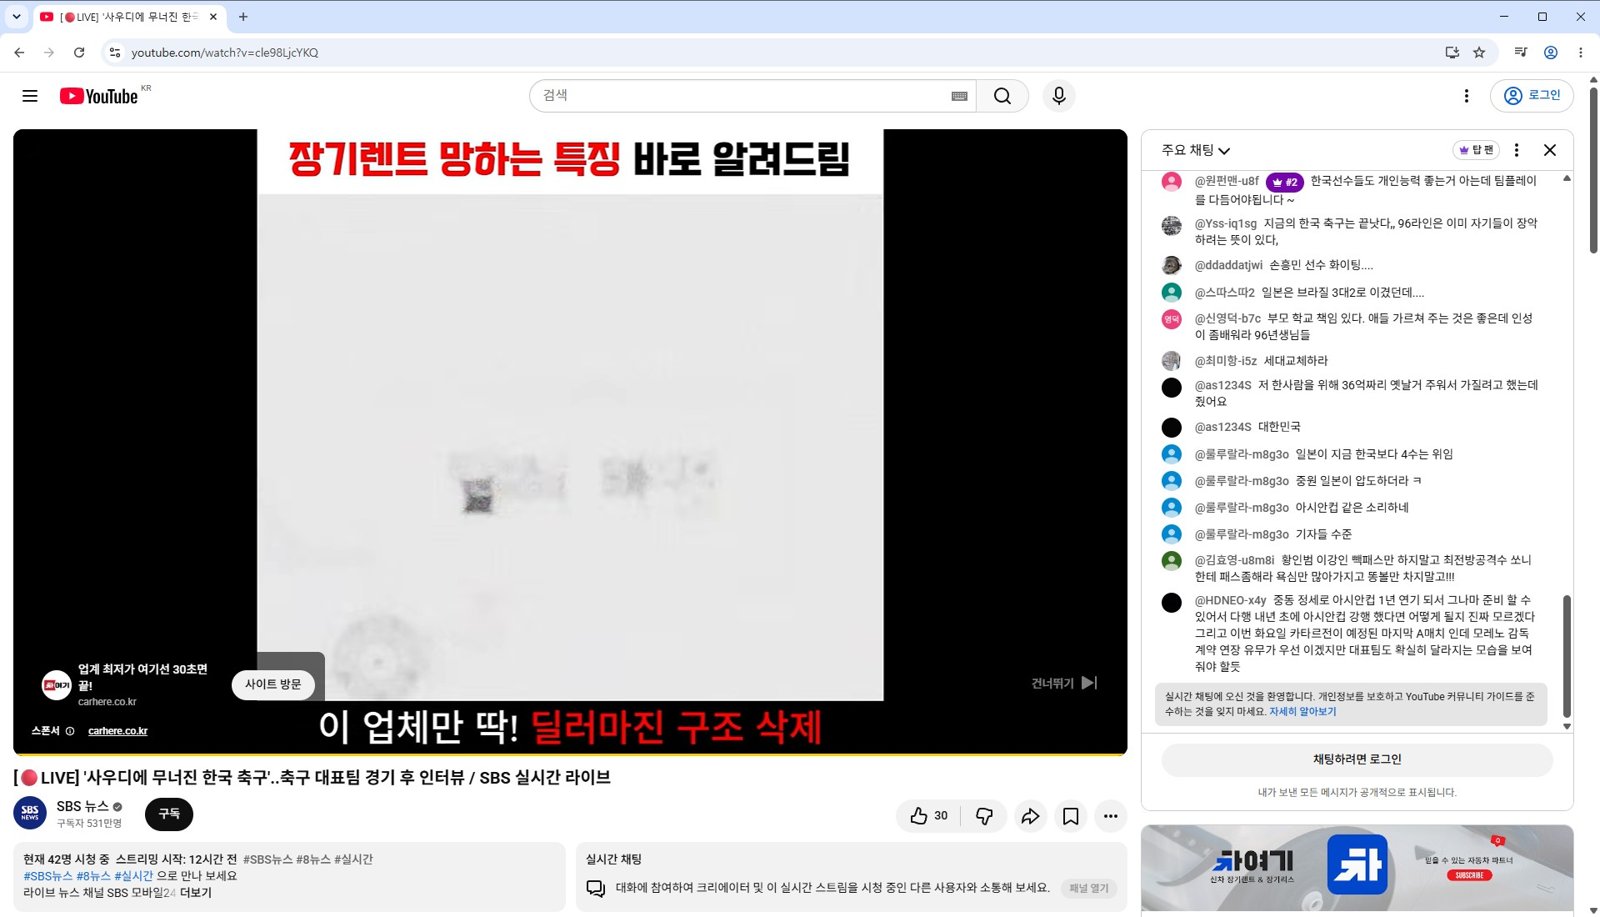 [🔴LIVE] '사우디에 무너진 한국
youtube.com/watch?v=cle98LjcYKQ
YouTube KR
검색
로그인
장기렌트 망하는 특징 바로 알려드림
업계 최저가 여기선 30초면
끝!
carhere.co.kr
사이트 방문
건너뛰기
스폰서
carhere.co.kr
이 업체만 딱! 딜러마진 구조 삭제
[🔴LIVE] '사우디에 무너진 한국 축구'..축구 대표팀 경기 후 인터뷰 / SBS 실시간 라이브
SBS NEWS
SBS 뉴스
구독자 531만명
구독
30
현재 42명 시청 중 스트리밍 시작: 12시간 전 #SBS뉴스 #8뉴스 #실시간
#SBS뉴스 #8뉴스 #실시간 으로 만나 보세요
라이브 뉴스 채널 SBS 모바일24 더보기
실시간 채팅
대화에 참여하여 크리에이터 및 이 실시간 스트림을 시청 중인 다른 사용자와 소통해 보세요.
패널 열기
주요 채팅
탑 팬
@원펀맨-u8f #2 한국선수들도 개인능력 좋는거 아는데 팀플레이
를 다듬어야됩니다 ~
@Yss-iq1sg 지금의 한국 축구는 끝낫다,, 96라인은 이미 자기들이 장악
하려는 뜻이 있다,
@ddaddatjwi 손흥민 선수 화이팅....
@스따스따2 일본은 브라질 3대2로 이겼던데....
영덕
@신영덕-b7c 부모 학교 책임 있다. 애들 가르쳐 주는 것은 좋은데 인성
이 좀배워라 96년생님들
@최미항-i5z 세대교체하라
@as1234S 저 한사람을 위해 36억짜리 옛날거 주워서 가질려고 했는데
줬어요
@as1234S 대한민국
@룰루랄라-m8g3o 일본이 지금 한국보다 4수는 위임
@룰루랄라-m8g3o 중원 일본이 압도하더라 ㅋ
@룰루랄라-m8g3o 아시안컵 같은 소리하네
@룰루랄라-m8g3o 기자들 수준
@김효영-u8m8i 황인범 이강인 빽패스만 하지말고 최전방공격수 쏘니
한테 패스좀해라 욕심만 많아가지고 똥볼만 차지말고!!!
@HDNEO-x4y 중동 정세로 아시안컵 1년 연기 되서 그나마 준비 할 수
있어서 다행 내년 초에 아시안컵 강행 했다면 어떻게 될지 진짜 모르겠다
그리고 이번 화요일 카타르전이 예정된 마지막 A매치 인데 모레노 감독
계약 연장 유무가 우선 이겠지만 대표팀도 확실히 달라지는 모습을 보여
줘야 할듯
실시간 채팅에 오신 것을 환영합니다. 개인정보를 보호하고 YouTube 커뮤니티 가이드를 준
수하는 것을 잊지 마세요. 자세히 알아보기
채팅하려면 로그인
내가 보낸 모든 메시지가 공개적으로 표시됩니다.
차여기
신차 장기렌트 & 장기리스
차
믿을 수 있는 자동차 파트너
SUBSCRIBE